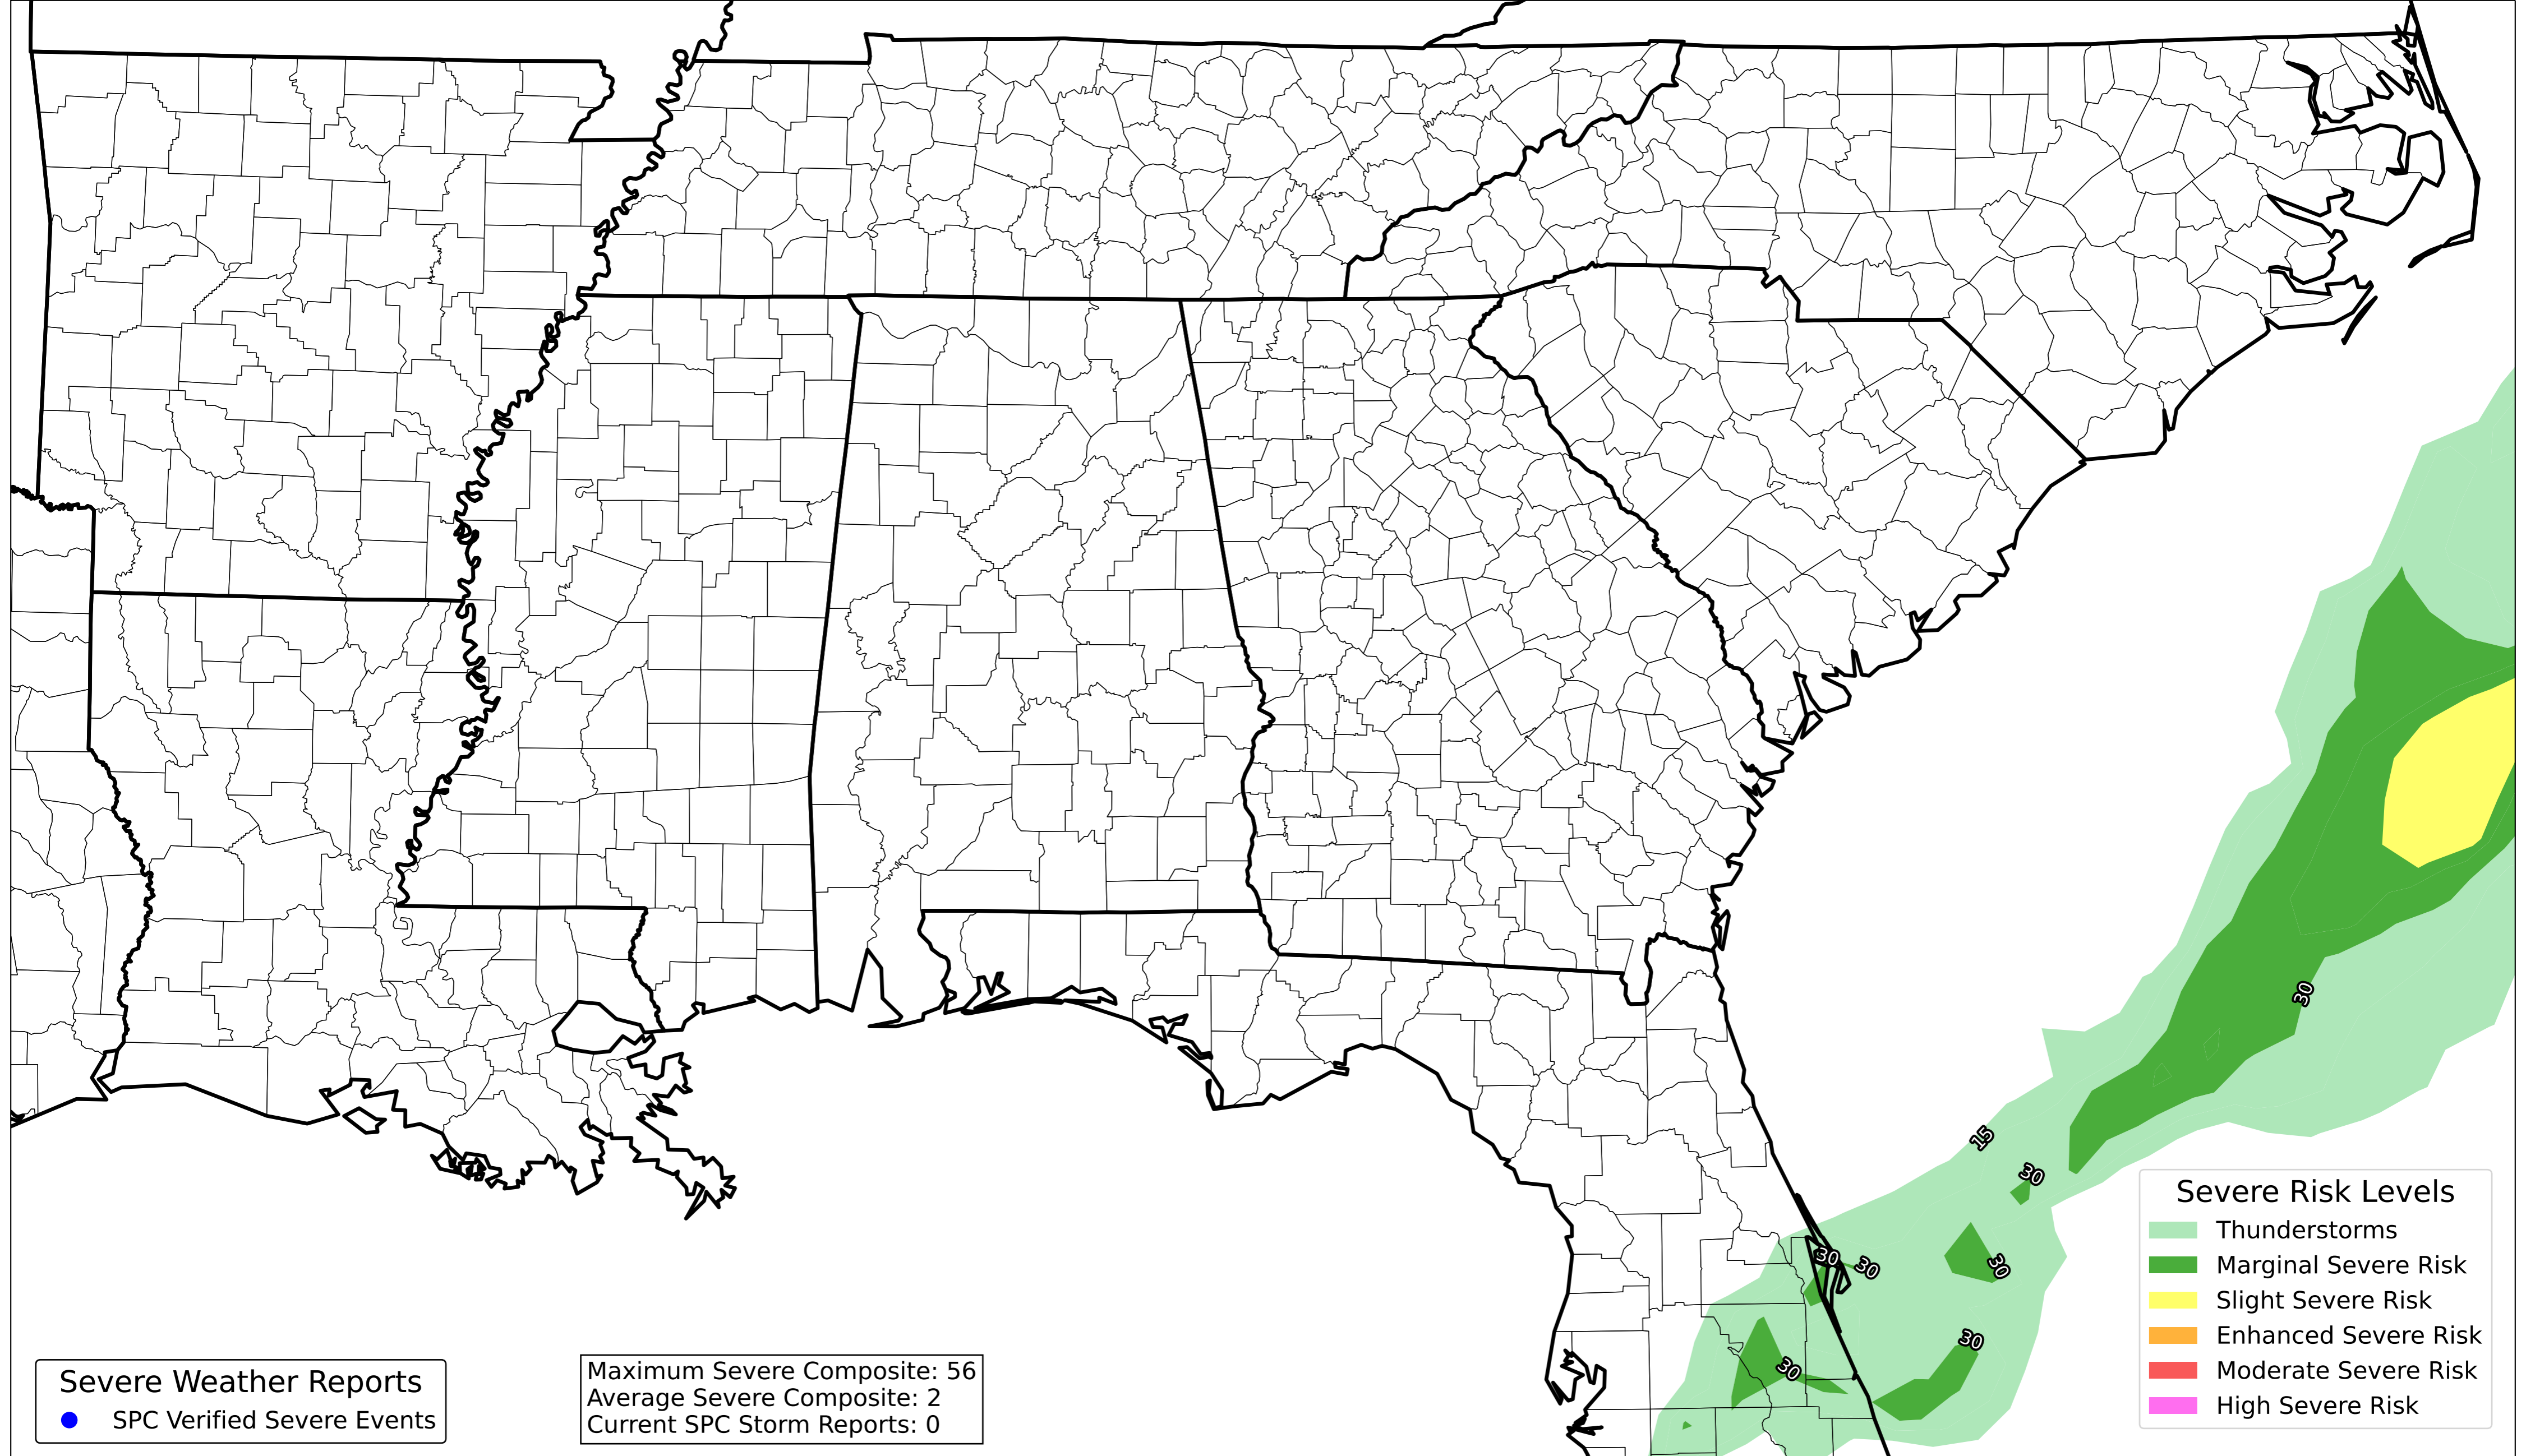 30
15
30
30
30
30
30
30
Severe Risk Levels
Thunderstorms
Marginal Severe Risk
Slight Severe Risk
Enhanced Severe Risk
Moderate Severe Risk
High Severe Risk
Severe Weather Reports
SPC Verified Severe Events
Maximum Severe Composite: 56
Average Severe Composite: 2
Current SPC Storm Reports: 0